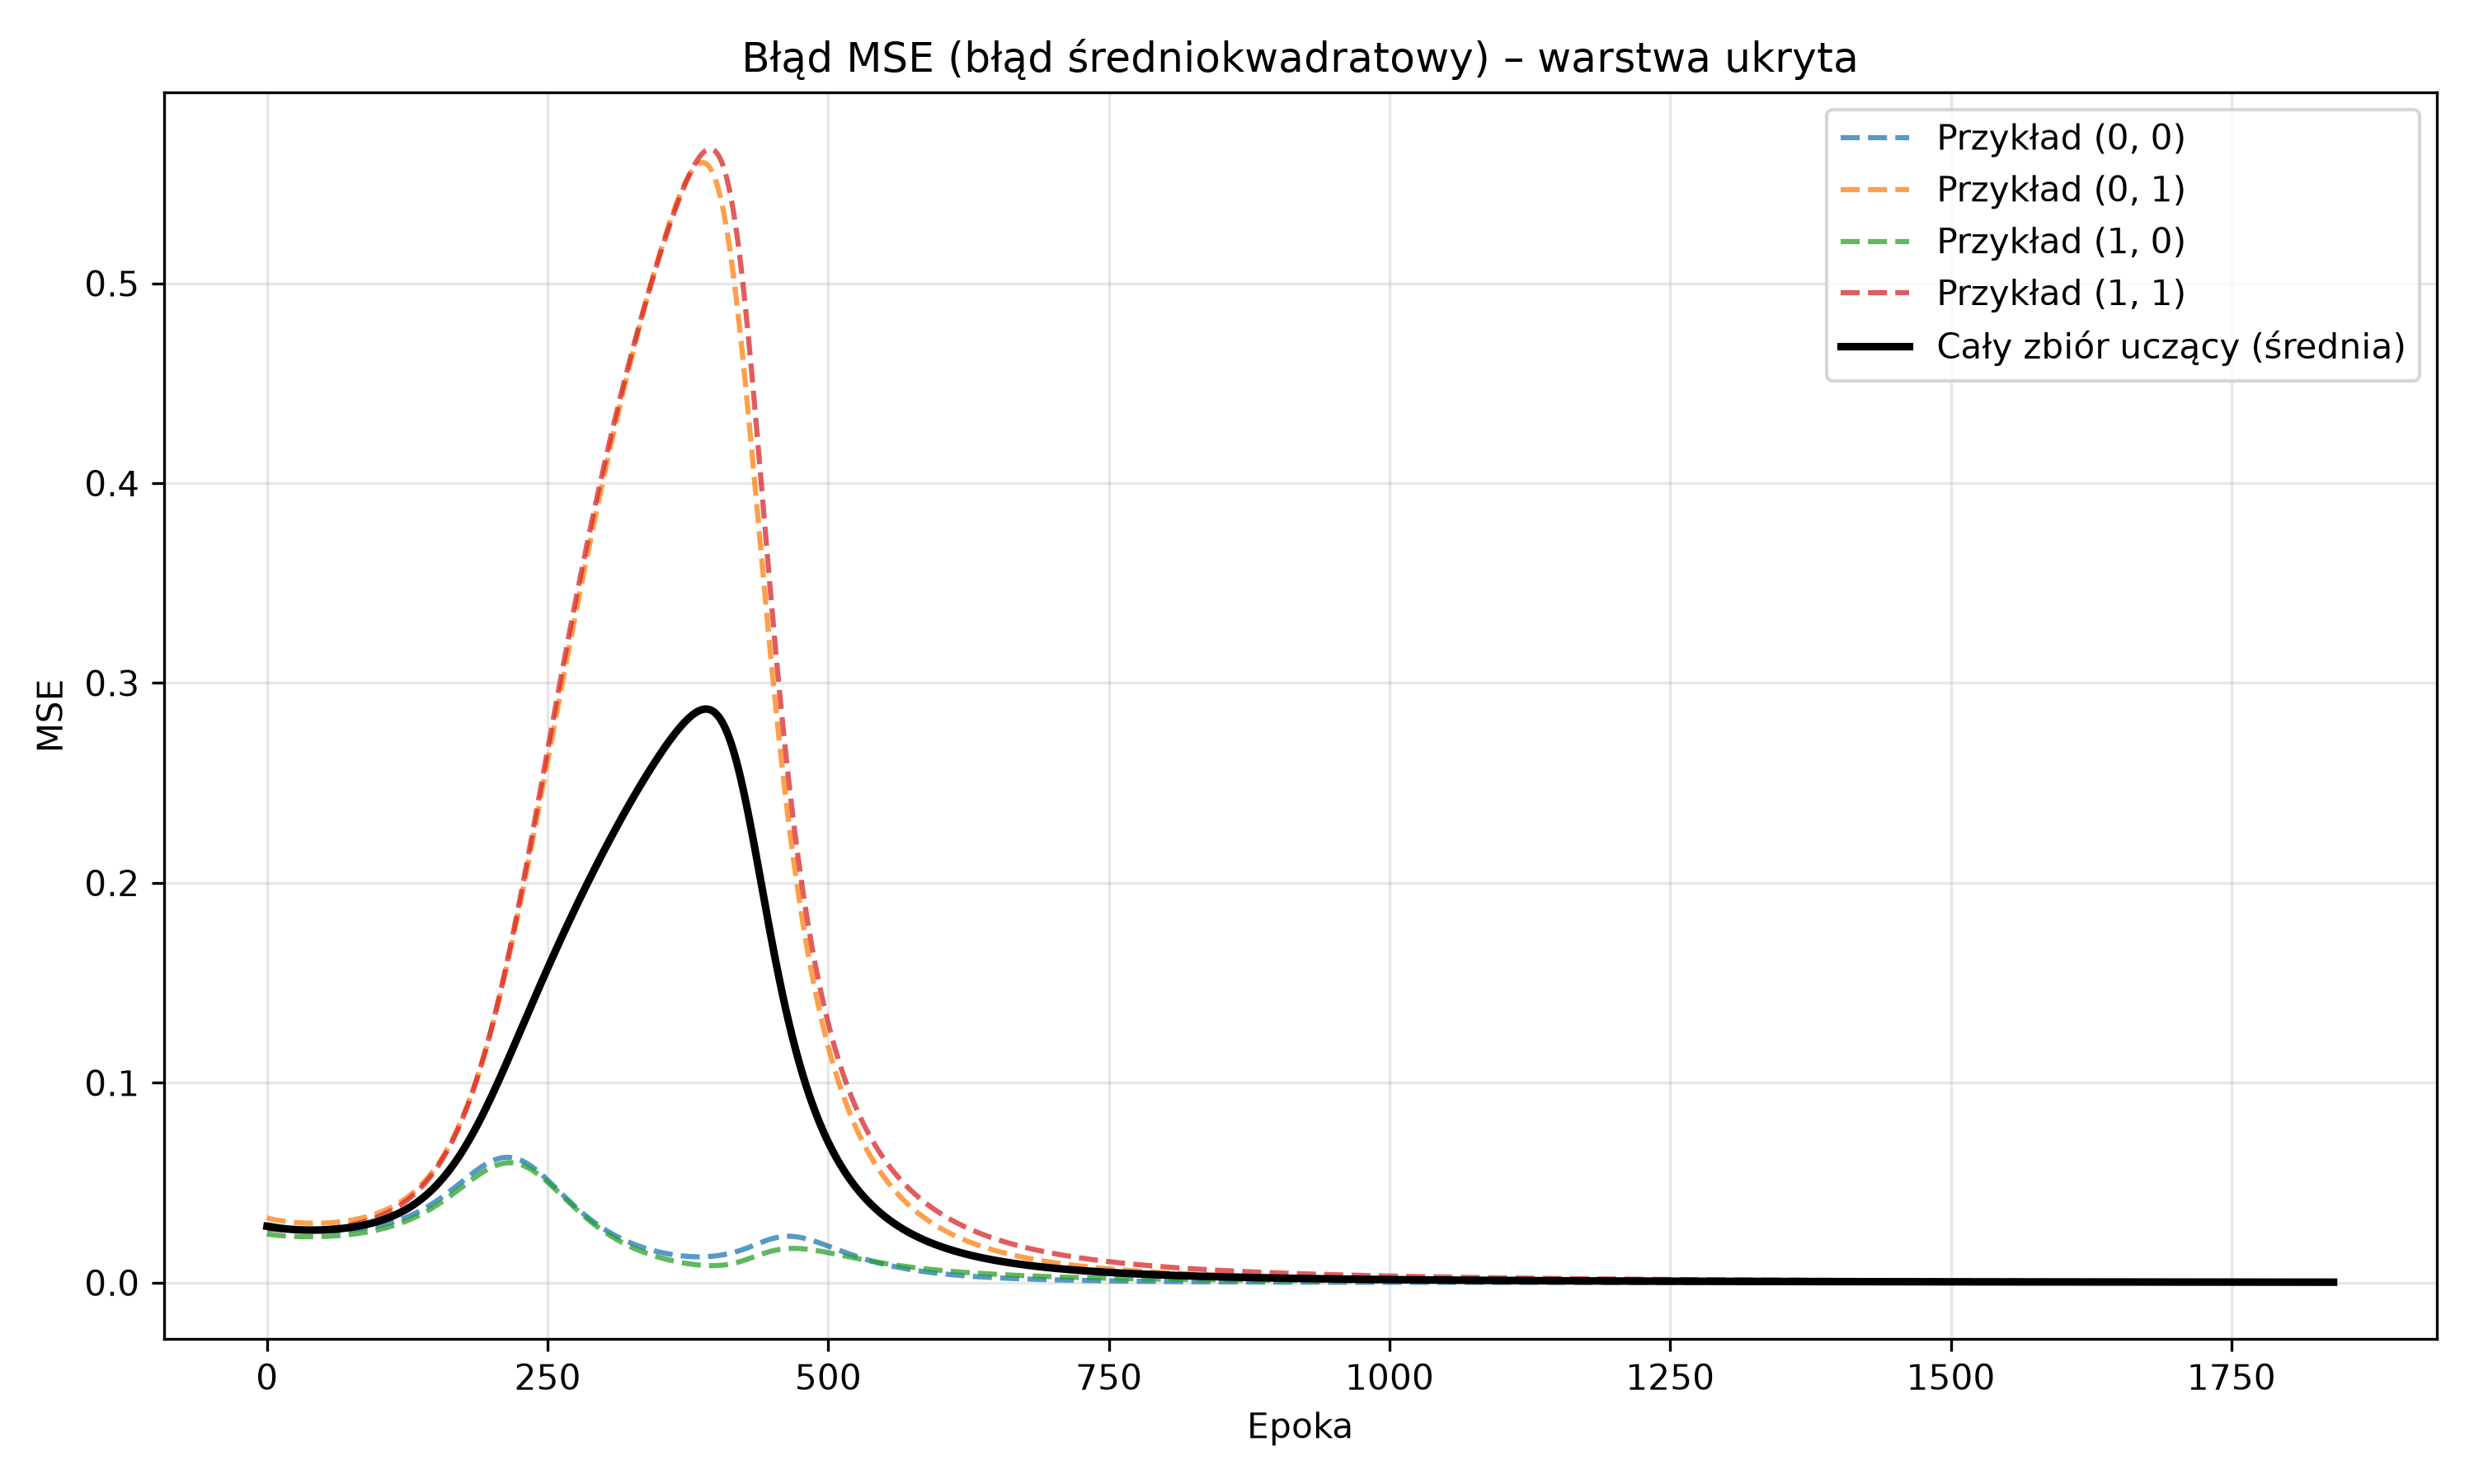 Błąd MSE (błąd średniokwadratowy) – warstwa ukryta
Przykład (0, 0)
Przykład (0, 1)
Przykład (1, 0)
Przykład (1, 1)
Cały zbiór uczący (średnia)
MSE
0.5
0.4
0.3
0.2
0.1
0.0
0 250 500 750 1000 1250 1500 1750
Epoka